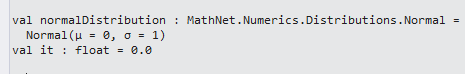 val normalDistribution : MathNet.Numerics.Distributions.Normal =
Normal(μ = 0, σ = 1)
val it : float = 0.0